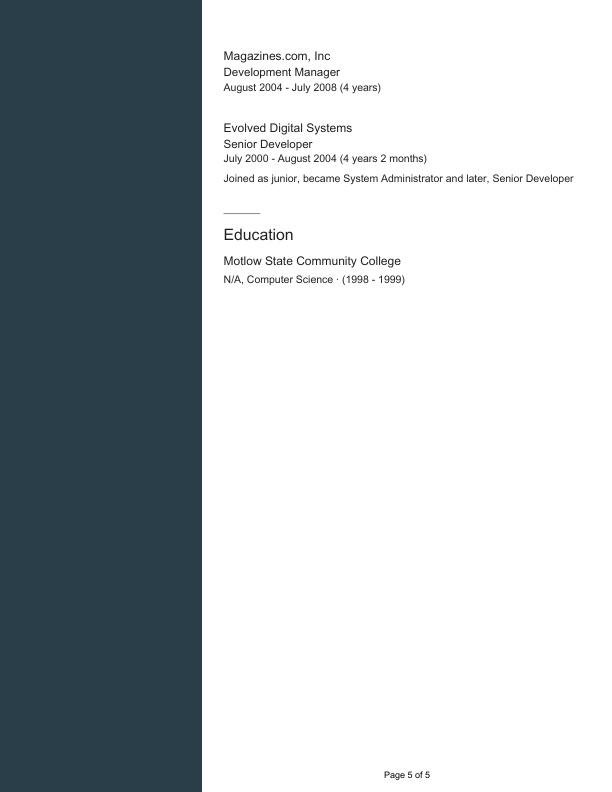 Magazines.com, Inc
Development Manager
August 2004 - July 2008 (4 years)
Evolved Digital Systems
Senior Developer
July 2000 - August 2004 (4 years 2 months)
Joined as junior, became System Administrator and later, Senior Developer
Education
Motlow State Community College
N/A, Computer Science · (1998 - 1999)
Page 5 of 5